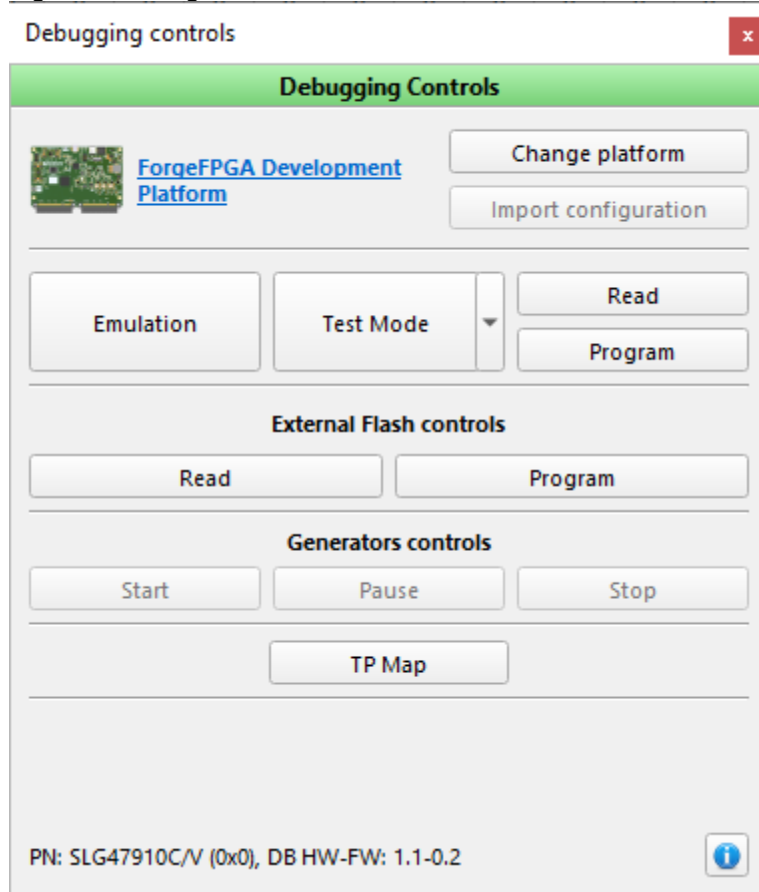 Debugging controls
x
Debugging Controls
ForgeFPGA Development
Platform
Change platform
Import configuration
Emulation
Test Mode
Read
Program
External Flash controls
Read
Program
Generators controls
Start
Pause
Stop
TP Map
PN: SLG47910C/V (0x0), DB HW-FW: 1.1-0.2